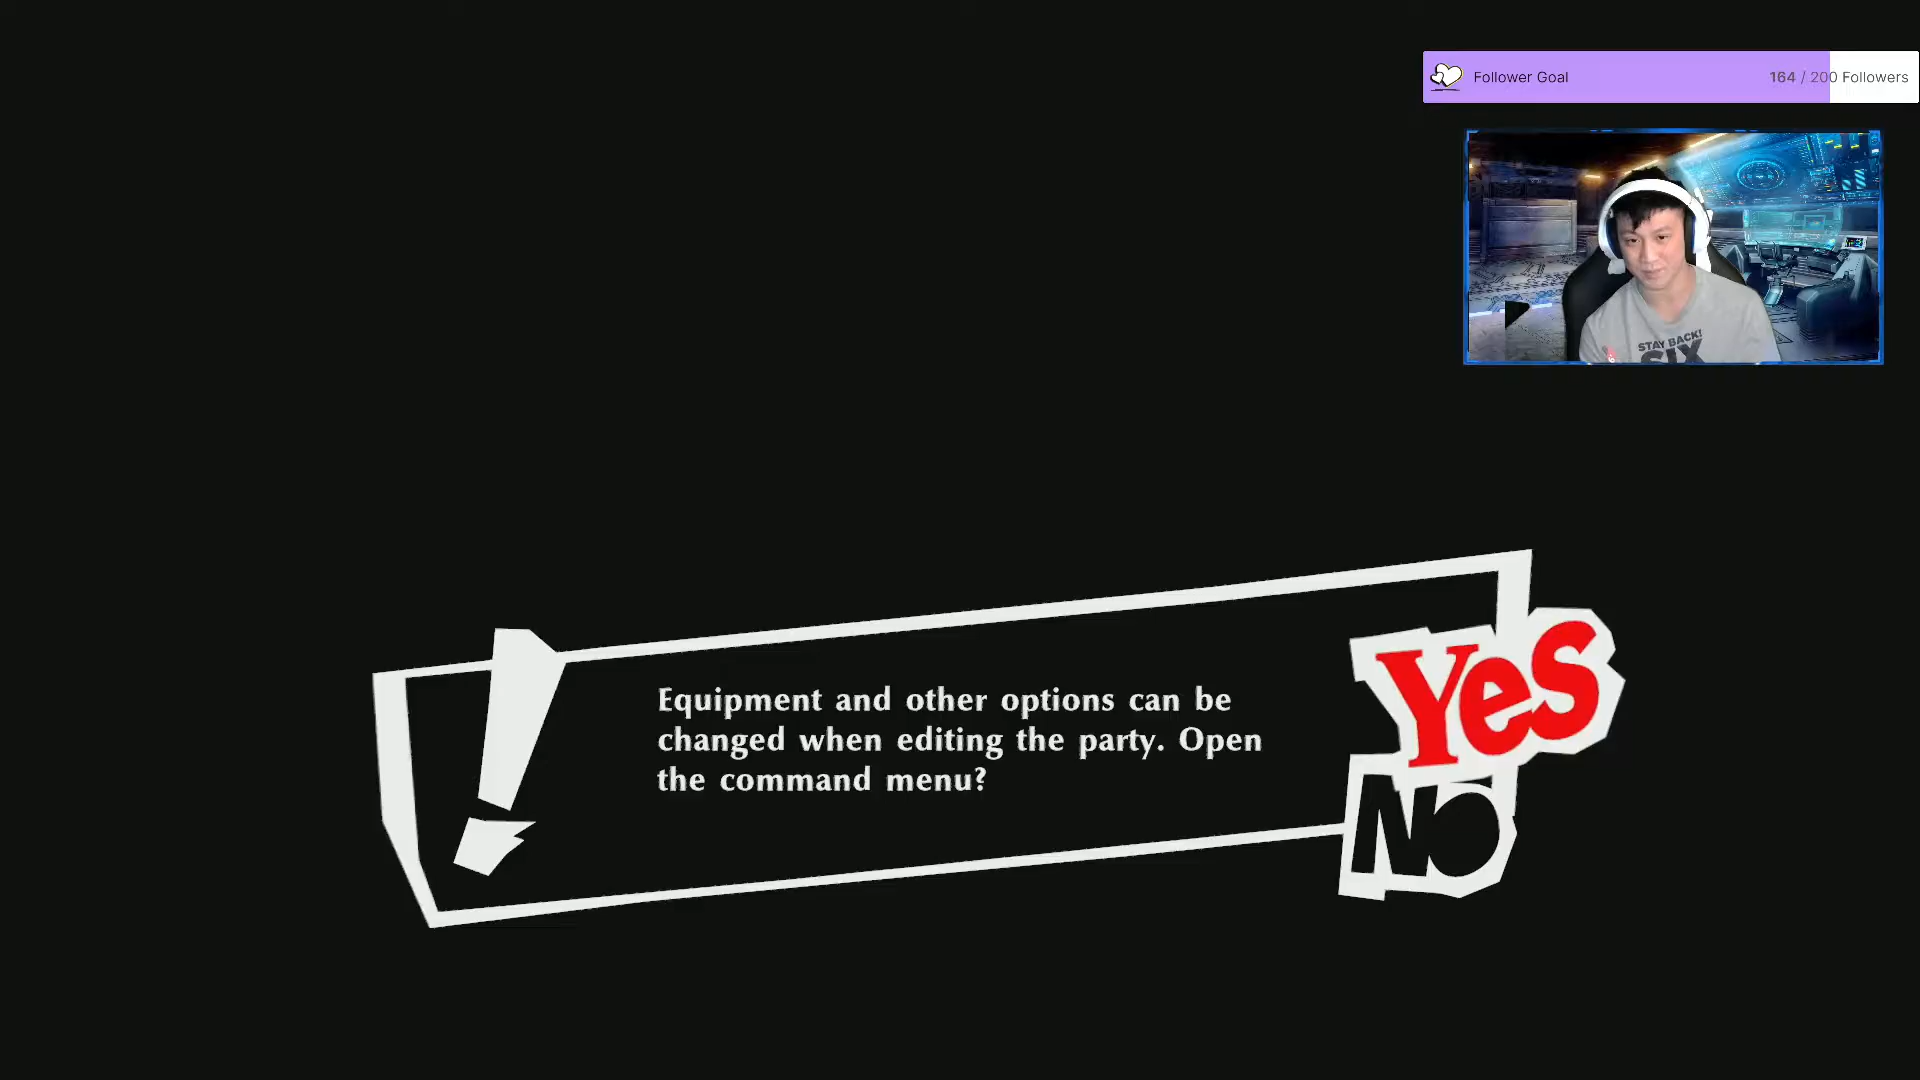 Follower Goal 164 / 200 Followers
STAY BACK!
SIX
Equipment and other options can be
changed when editing the party. Open
the command menu?
Yes
NO